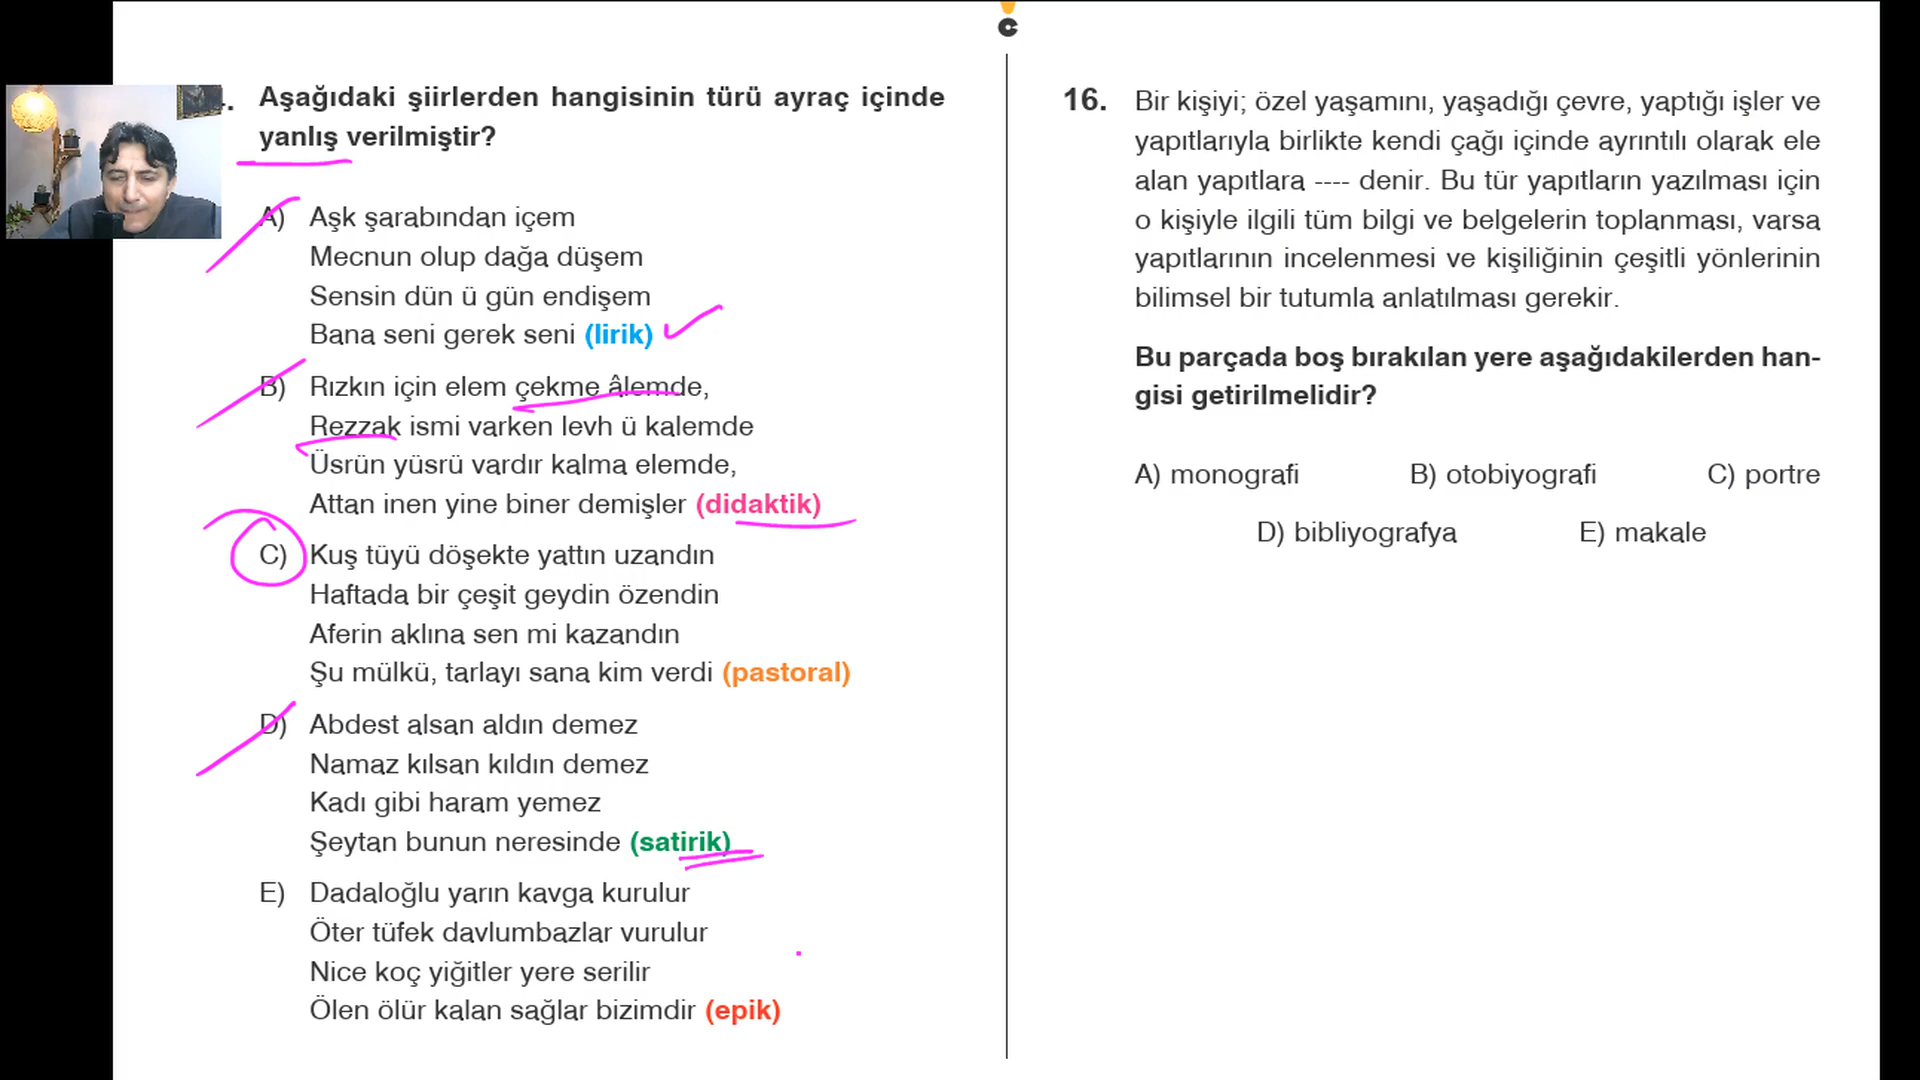 Aşağıdaki şiirlerden hangisinin türü ayraç içinde
yanlış verilmiştir?
A) Aşk şarabından içem
Mecnun olup dağa düşem
Sensin dün ü gün endişem
Bana seni gerek seni (lirik)
B) Rızkın için elem çekme âlemde,
Rezzak ismi varken levh ü kalemde
Üsrün yüsrü vardır kalma elemde,
Attan inen yine biner demişler (didaktik)
C) Kuş tüyü döşekte yattın uzandın
Haftada bir çeşit geydin özendin
Aferin aklına sen mi kazandın
Şu mülkü, tarlayı sana kim verdi (pastoral)
D) Abdest alsan aldın demez
Namaz kılsan kıldın demez
Kadı gibi haram yemez
Şeytan bunun neresinde (satirik)
E) Dadaloğlu yarın kavga kurulur
Öter tüfek davlumbazlar vurulur
Nice koç yiğitler yere serilir
Ölen ölür kalan sağlar bizimdir (epik)
16. Bir kişiyi; özel yaşamını, yaşadığı çevre, yaptığı işler ve
yapıtlarıyla birlikte kendi çağı içinde ayrıntılı olarak ele
alan yapıtlara ---- denir. Bu tür yapıtların yazılması için
o kişiyle ilgili tüm bilgi ve belgelerin toplanması, varsa
yapıtlarının incelenmesi ve kişiliğinin çeşitli yönlerinin
bilimsel bir tutumla anlatılması gerekir.
Bu parçada boş bırakılan yere aşağıdakilerden han-
gisi getirilmelidir?
A) monografi B) otobiyografi C) portre
D) bibliyografya E) makale